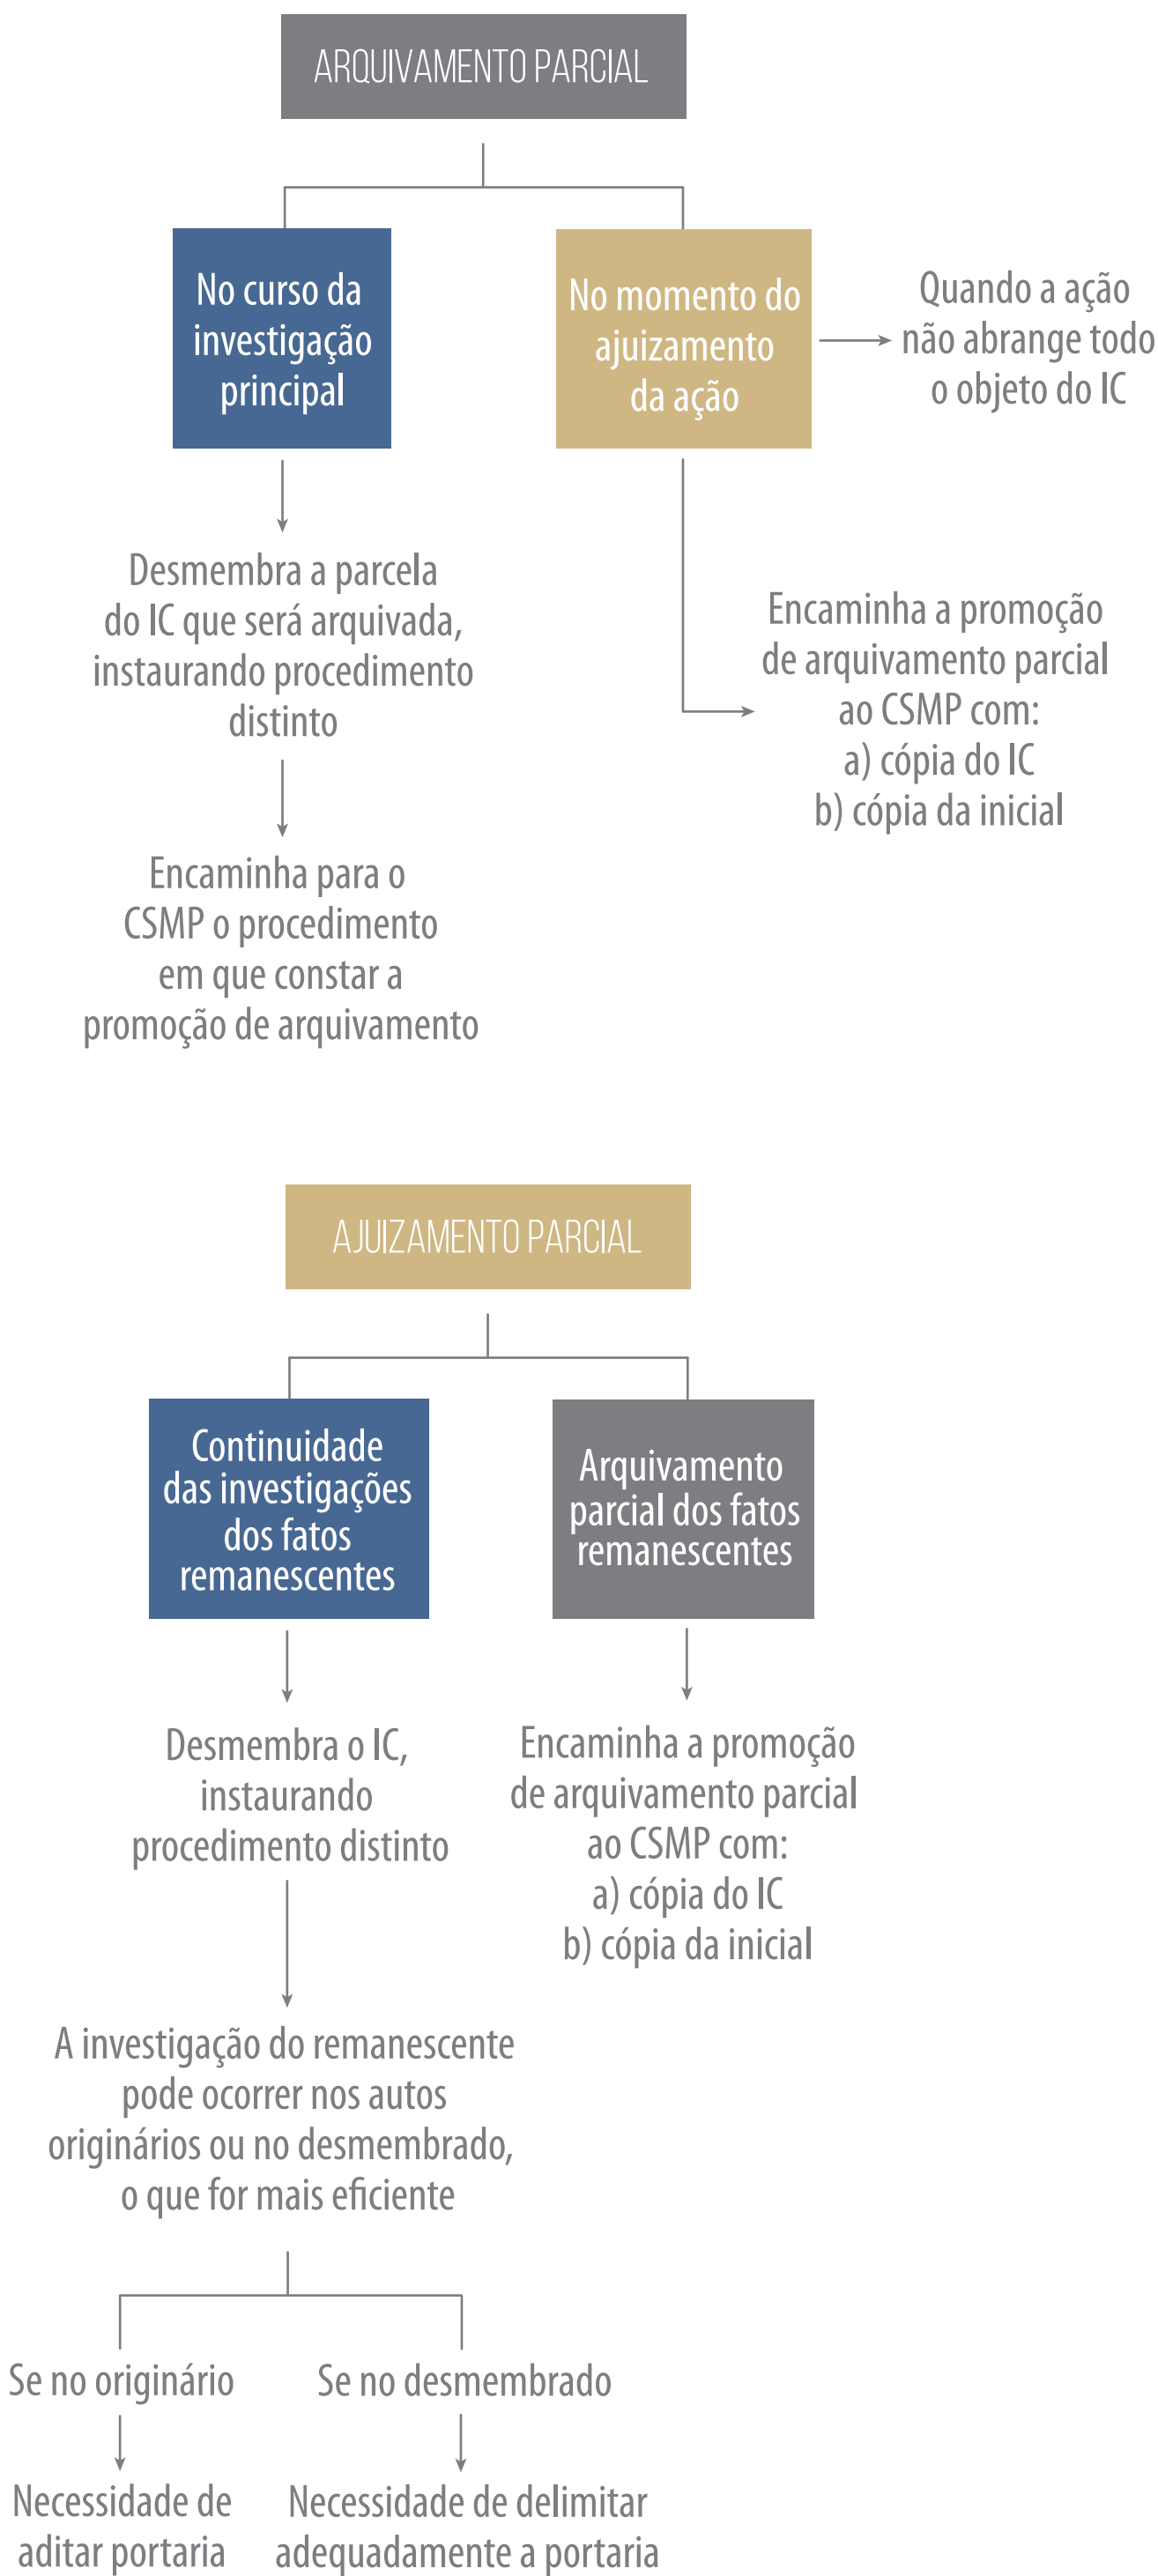 ARQUIVAMENTO PARCIAL
No curso da
investigação
principal
No momento do
ajuizamento
da ação
Quando a ação
não abrange todo
o objeto do IC
Desmembra a parcela
do IC que será arquivada,
instaurando procedimento
distinto
Encaminha para o
CSMP o procedimento
em que constar a
promoção de arquivamento
Encaminha a promoção
de arquivamento parcial
ao CSMP com:
a) cópia do IC
b) cópia da inicial
AJUIZAMENTO PARCIAL
Continuidade
das investigações
dos fatos
remanescentes
Arquivamento
parcial dos fatos
remanescentes
Desmembra o IC,
instaurando
procedimento distinto
Encaminha a promoção
de arquivamento parcial
ao CSMP com:
a) cópia do IC
b) cópia da inicial
A investigação do remanescente
pode ocorrer nos autos
originários ou no desmembrado,
o que for mais eficiente
Se no originário
Se no desmembrado
Necessidade de
aditar portaria
Necessidade de delimitar
adequadamente a portaria